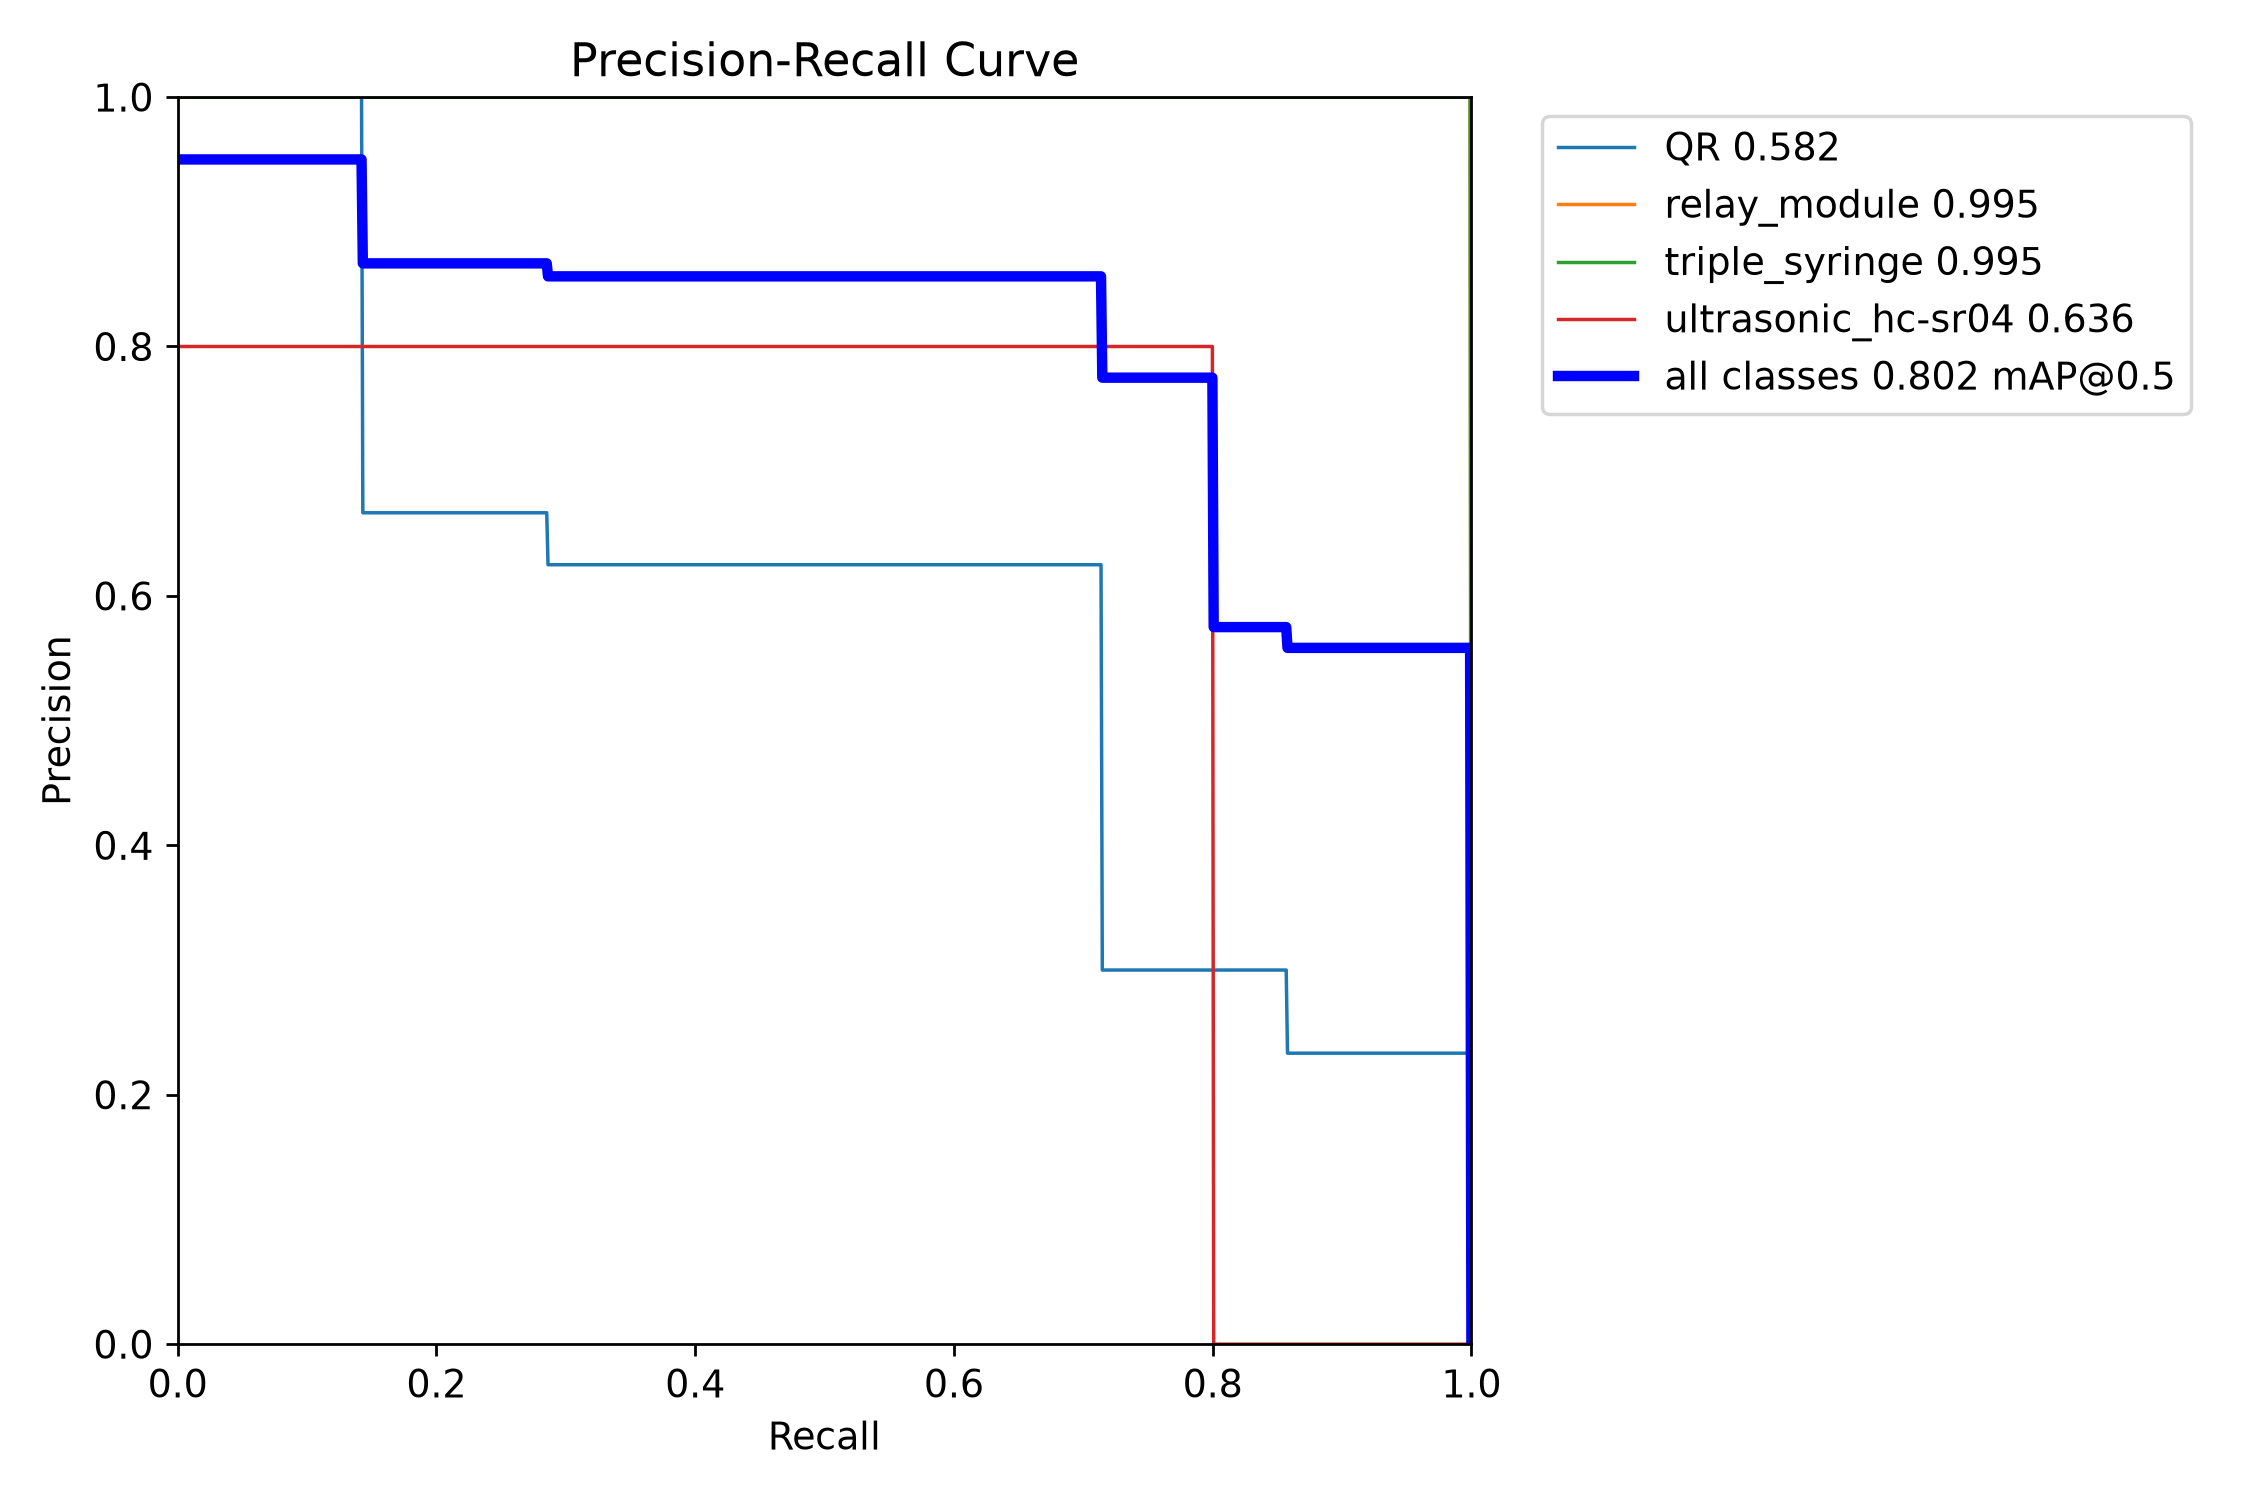 Precision-Recall Curve
1.0
0.8
0.6
0.4
0.2
0.0
Precision
0.0 0.2 0.4 0.6 0.8 1.0
Recall
QR 0.582
relay_module 0.995
triple_syringe 0.995
ultrasonic_hc-sr04 0.636
all classes 0.802 mAP@0.5